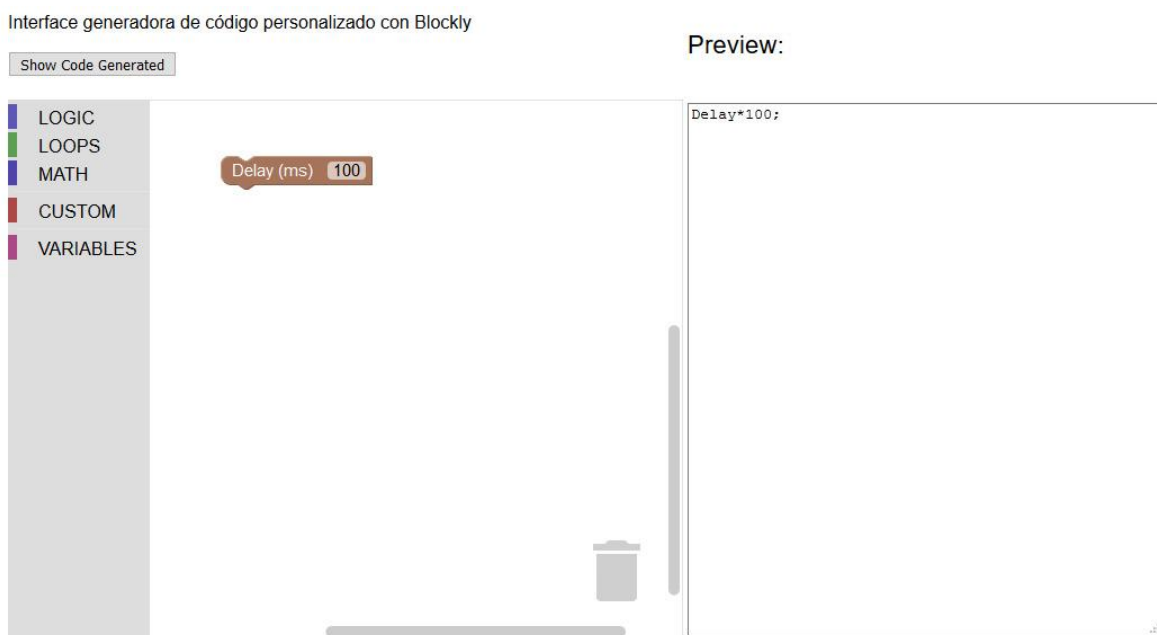 Interface generadora de código personalizado con Blockly
Show Code Generated
LOGIC
LOOPS
MATH
CUSTOM
VARIABLES
Delay (ms) 100
Preview:
Delay*100;